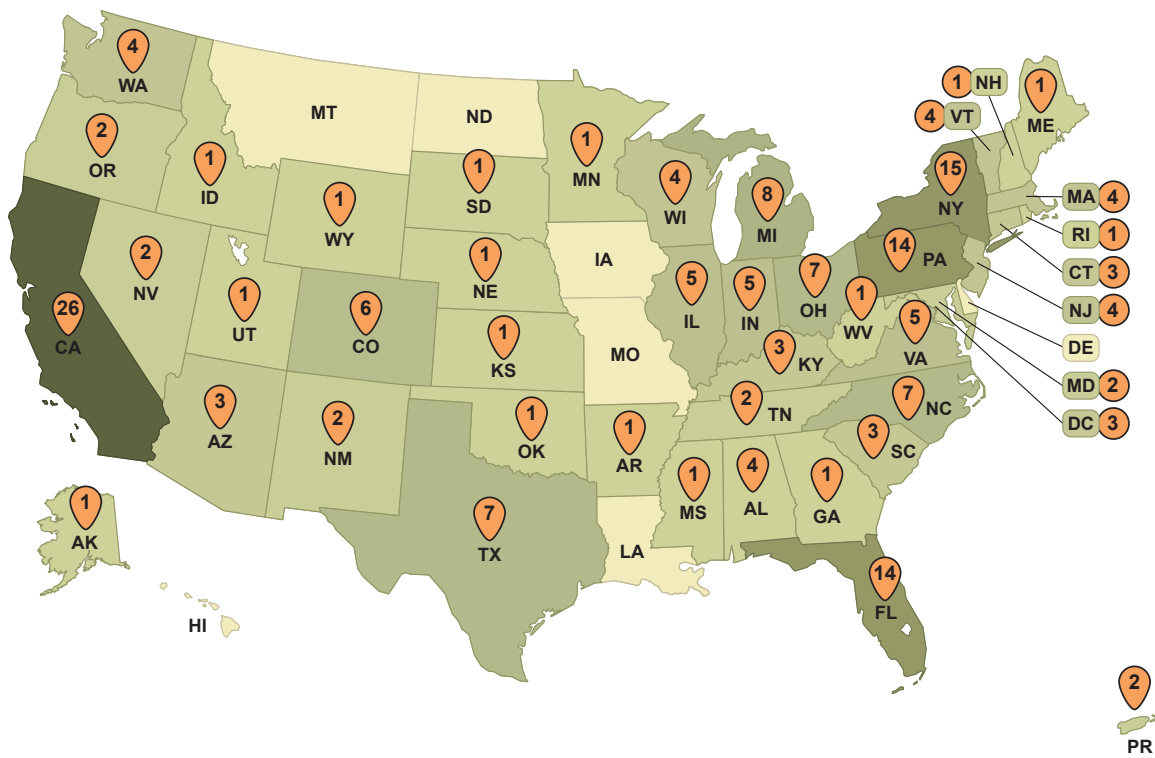 4
WA
2
OR
1
ID
MT
ND
1
MN
1
SD
1
WY
26
CA
2
NV
1
UT
6
CO
1
NE
1
KS
IA
MO
4
WI
8
MI
5
IL
5
IN
7
OH
1
WV
3
KY
5
VA
2
TN
7
NC
3
SC
3
AZ
2
NM
1
OK
1
AR
7
TX
LA
1
MS
4
AL
1
GA
14
FL
15
NY
14
PA
1 NH
4 VT
1
ME
MA 4
RI 1
CT 3
NJ 4
DE
MD 2
DC 3
1
AK
HI
2
PR